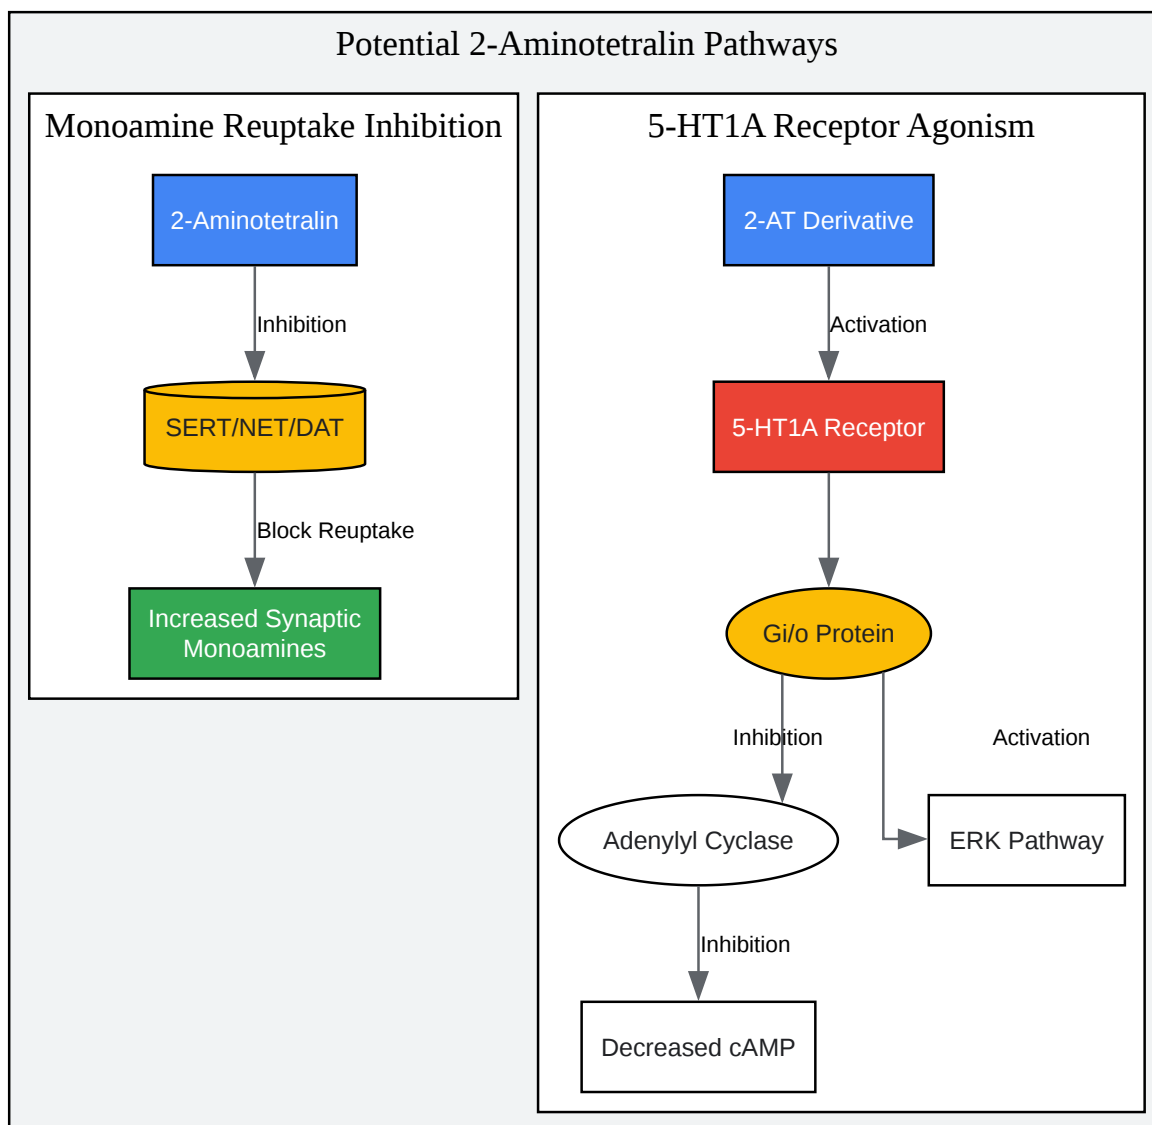 Potential 2-Aminotetralin Pathways
Monoamine Reuptake Inhibition
2-Aminotetralin
Inhibition
SERT/NET/DAT
Block Reuptake
Increased Synaptic
Monoamines
5-HT1A Receptor Agonism
2-AT Derivative
Activation
5-HT1A Receptor
Gi/o Protein
Inhibition
Activation
Adenylyl Cyclase
ERK Pathway
Inhibition
Decreased cAMP